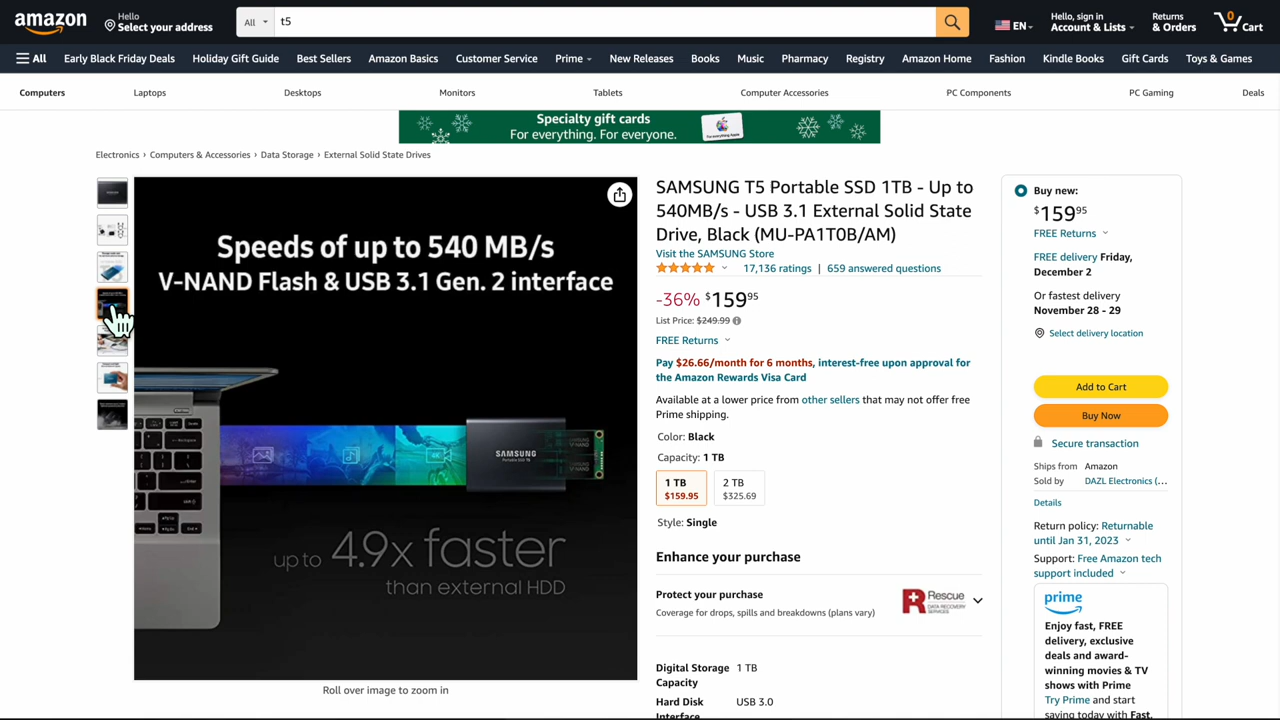 amazon
Hello
Select your address
All
t5
EN
Hello, sign in
Account & Lists
Returns
& Orders
0
Cart
All
Early Black Friday Deals
Holiday Gift Guide
Best Sellers
Amazon Basics
Customer Service
Prime
New Releases
Books
Music
Pharmacy
Registry
Amazon Home
Fashion
Kindle Books
Gift Cards
Toys & Games
Computers
Laptops
Desktops
Monitors
Tablets
Computer Accessories
PC Components
PC Gaming
Deals
Specialty gift cards
For everything. For everyone.
Electronics › Computers & Accessories › Data Storage › External Solid State Drives
Speeds of up to 540 MB/s
V-NAND Flash & USB 3.1 Gen. 2 interface
SAMSUNG
Portable SSD T5
up to 4.9x faster
than external HDD
Roll over image to zoom in
SAMSUNG T5 Portable SSD 1TB - Up to
540MB/s - USB 3.1 External Solid State
Drive, Black (MU-PA1T0B/AM)
Visit the SAMSUNG Store
17,136 ratings | 659 answered questions
-36% $159 95
List Price: $249.99
FREE Returns
Pay $26.66/month for 6 months, interest-free upon approval for
the Amazon Rewards Visa Card
Available at a lower price from other sellers that may not offer free
Prime shipping.
Color: Black
Capacity: 1 TB
1 TB
$159.95
2 TB
$325.69
Style: Single
Enhance your purchase
Protect your purchase
Coverage for drops, spills and breakdowns (plans vary)
Rescue
DATA RECOVERY
SERVICES
Digital Storage 1 TB
Capacity
Hard Disk USB 3.0
Interface
Buy new:
$159 95
FREE Returns
FREE delivery Friday,
December 2
Or fastest delivery
November 28 - 29
Select delivery location
Add to Cart
Buy Now
Secure transaction
Ships from Amazon
Sold by DAZL Electronics (...
Details
Return policy: Returnable
until Jan 31, 2023
Support: Free Amazon tech
support included
prime
Enjoy fast, FREE
delivery, exclusive
deals and award-
winning movies & TV
shows with Prime
Try Prime and start
saving today with Fast,